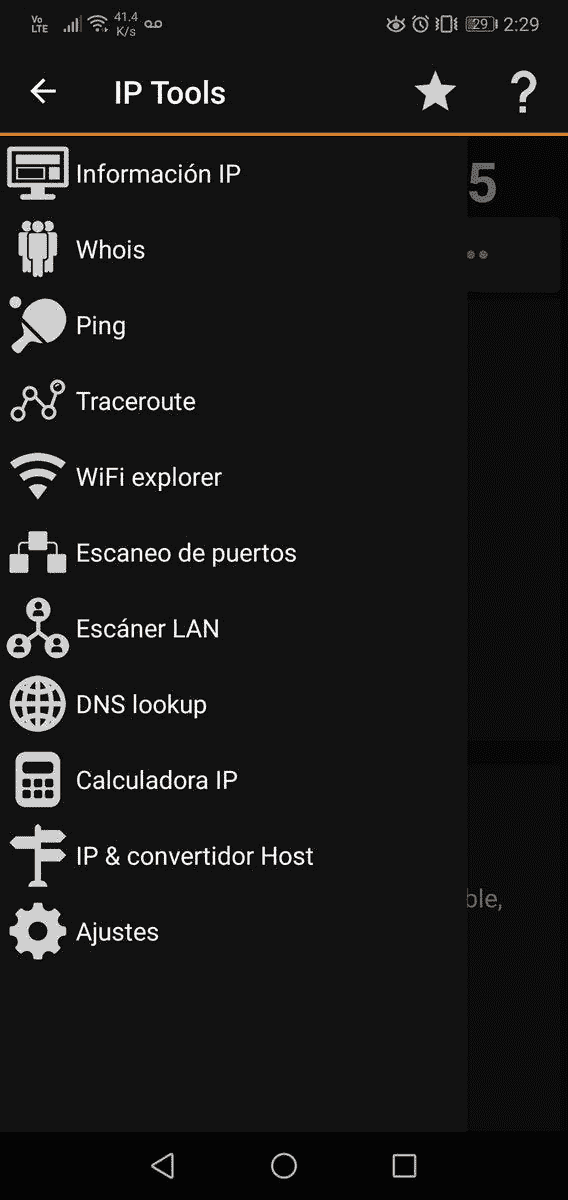 Vo
LTE
41.4
K/s
29
2:29
IP Tools
?
5
Información IP
Whois
Ping
Traceroute
WiFi explorer
Escaneo de puertos
Escáner LAN
DNS lookup
Calculadora IP
IP & convertidor Host
ble,
Ajustes